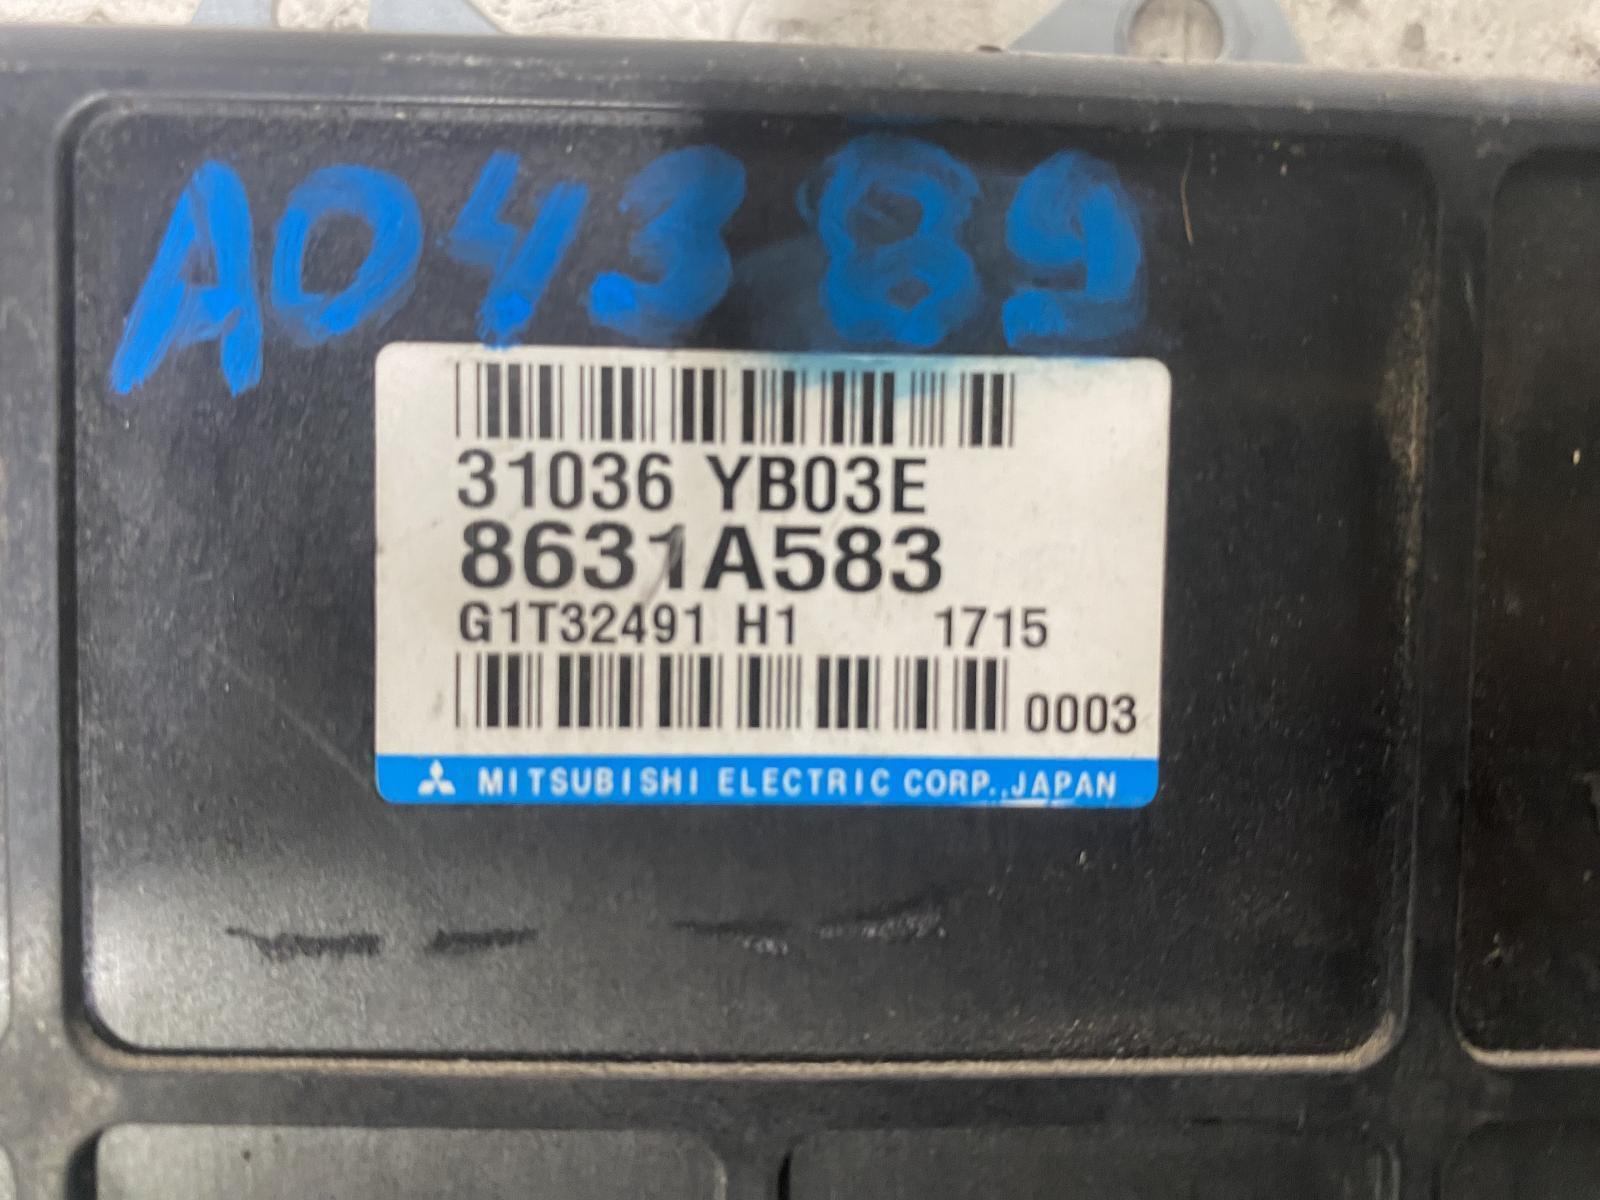 A04389
31036 YB03E
8631A583
G1T32491 H1 1715
0003
MITSUBISHI ELECTRIC CORP.,JAPAN